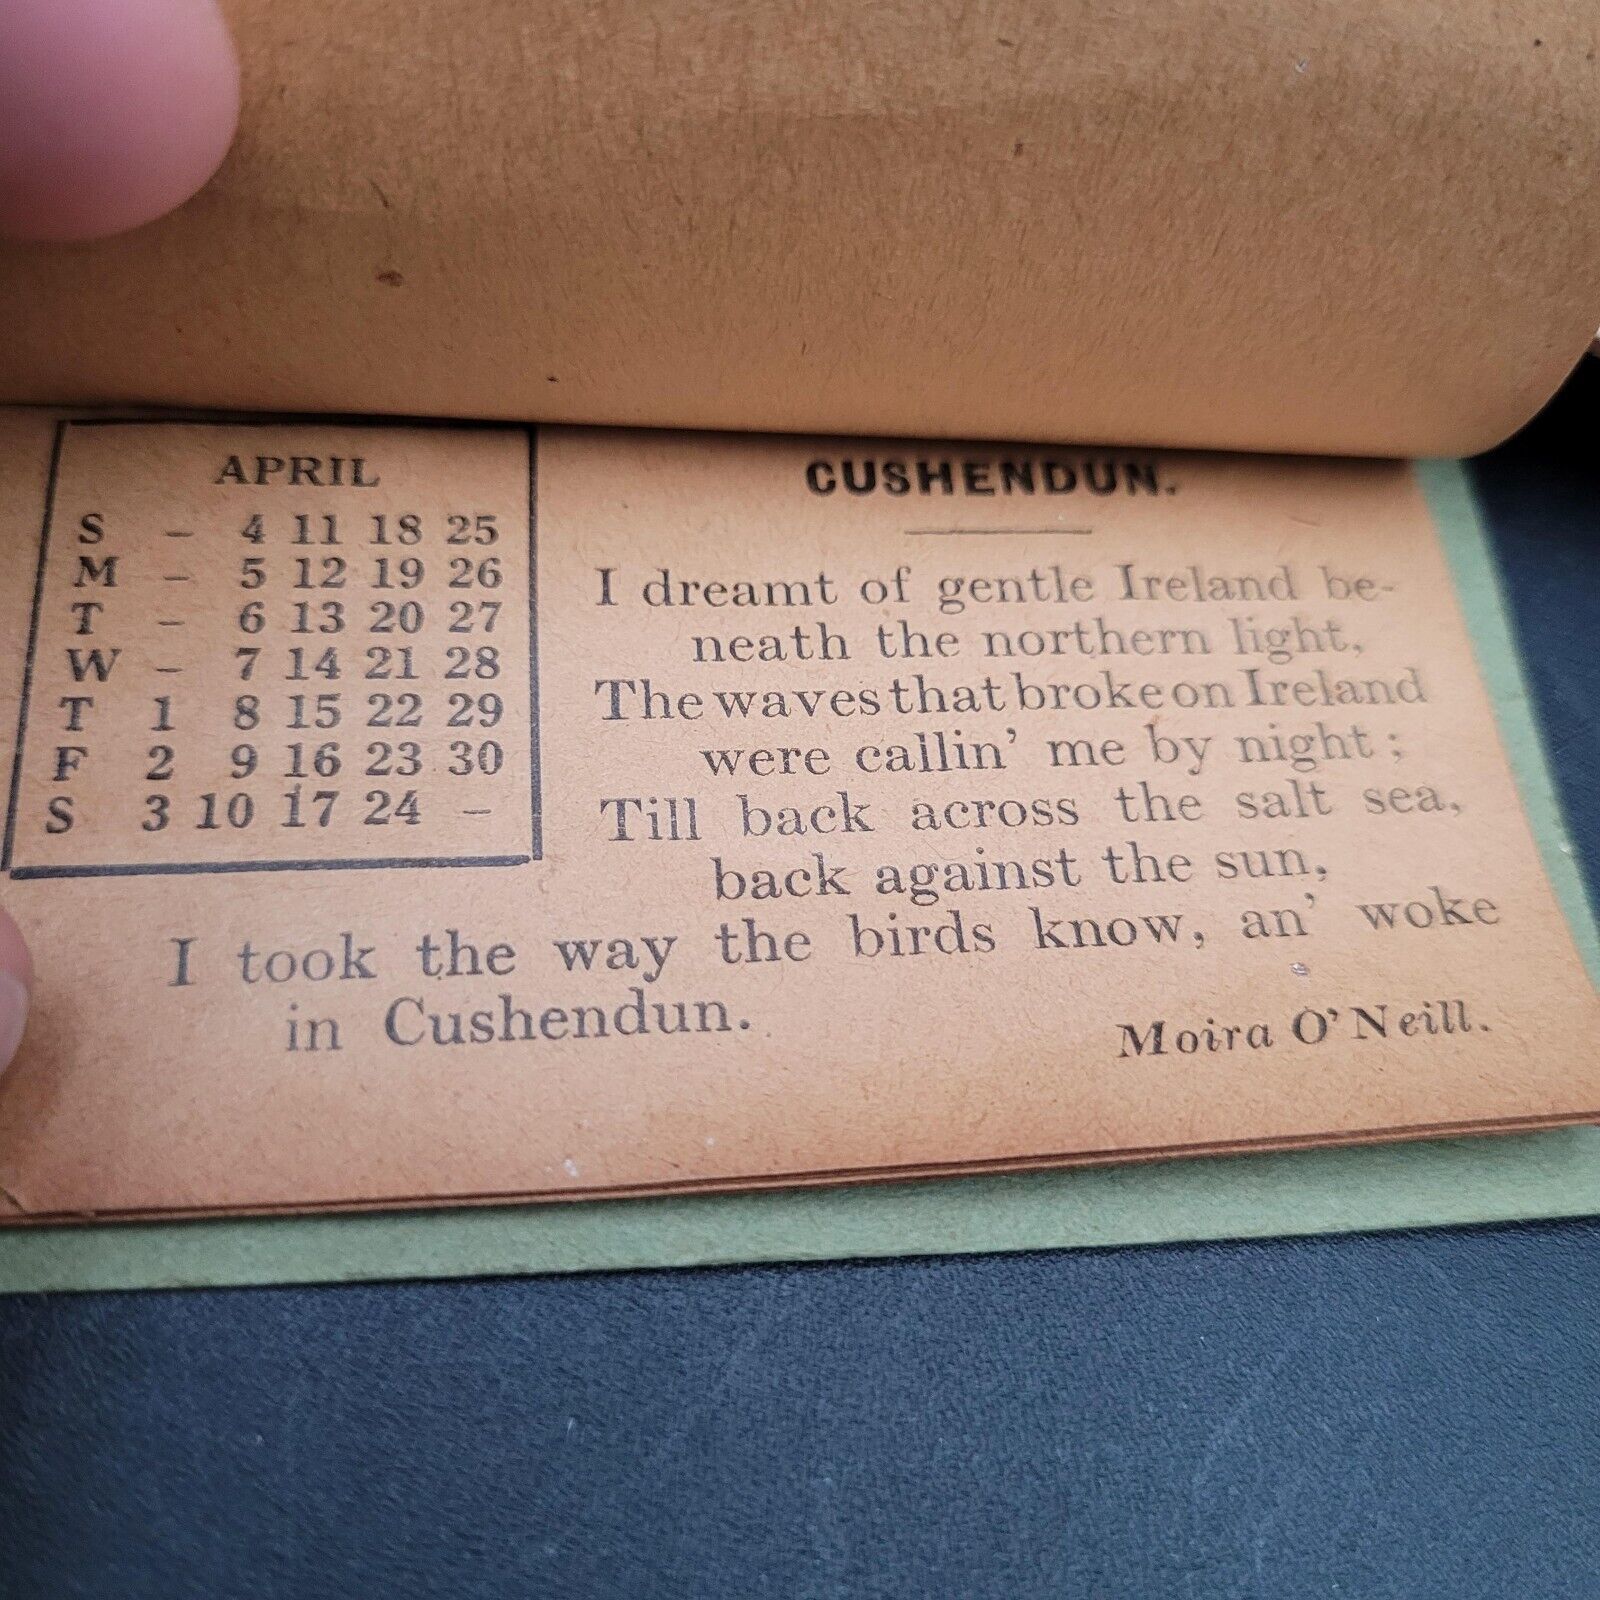 APRIL
S - 4 11 18 25
M - 5 12 19 26
T - 6 13 20 27
W - 7 14 21 28
T 1 8 15 22 29
F 2 9 16 23 30
S 3 10 17 24 -
CUSHENDUN.
I dreamt of gentle Ireland be-
neath the northern light,
The waves that broke on Ireland
were callin' me by night ;
Till back across the salt sea,
back against the sun,
I took the way the birds know, an' woke
in Cushendun.
Moira O'Neill.